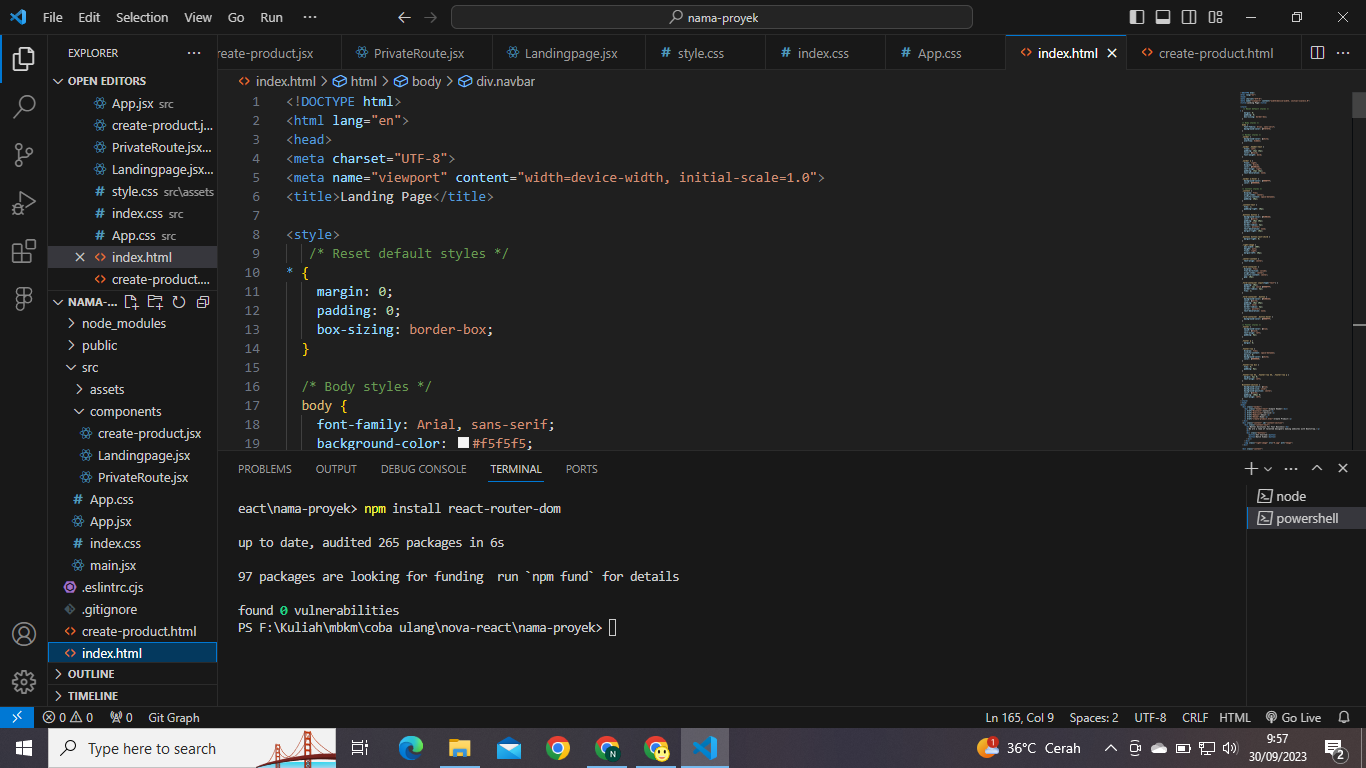 File Edit Selection View Go Run ··· nama-proyek
EXPLORER ···
OPEN EDITORS
App.jsx src
create-product.j...
PrivateRoute.jsx...
Landingpage.jsx...
style.css src\assets
index.css src
App.css src
index.html
create-product....
NAMA-...
node_modules
public
src
assets
components
create-product.jsx
Landingpage.jsx
PrivateRoute.jsx
App.css
App.jsx
index.css
main.jsx
.eslintrc.cjs
.gitignore
create-product.html
index.html
OUTLINE
TIMELINE
reate-product.jsx PrivateRoute.jsx Landingpage.jsx style.css index.css App.css index.html create-product.html ···
index.html > html > body > div.navbar
1 <!DOCTYPE html>
2 <html lang="en">
3 <head>
4 <meta charset="UTF-8">
5 <meta name="viewport" content="width=device-width, initial-scale=1.0">
6 <title>Landing Page</title>
7
8 <style>
9 /* Reset default styles */
10 * {
11 margin: 0;
12 padding: 0;
13 box-sizing: border-box;
14 }
15
16 /* Body styles */
17 body {
18 font-family: Arial, sans-serif;
19 background-color: #f5f5f5;
PROBLEMS OUTPUT DEBUG CONSOLE TERMINAL PORTS
eact\nama-proyek> npm install react-router-dom
up to date, audited 265 packages in 6s
97 packages are looking for funding run `npm fund` for details
found 0 vulnerabilities
PS F:\Kuliah\mbkm\coba ulang\nova-react\nama-proyek>
node
powershell
0 0 0 Git Graph Ln 165, Col 9 Spaces: 2 UTF-8 CRLF HTML Go Live
Type here to search
N
1 36°C Cerah
9:57
30/09/2023
2